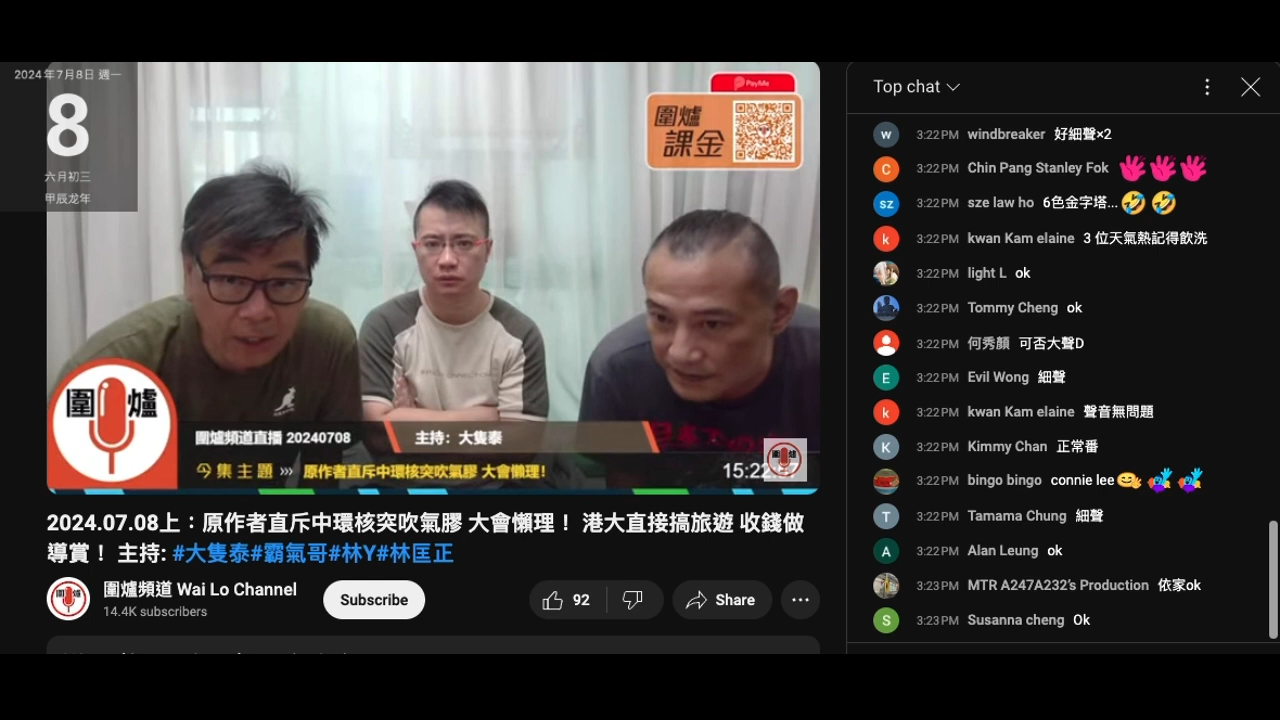 2024年7月8日 週一
8
六月初三
甲辰龙年
PayMe
圍爐
課金
圍爐
圍爐頻道直播 20240708
主持：大隻泰
今集主題 »» 原作者直斥中環核突吹氣膠 大會懶理！
2024.07.08上：原作者直斥中環核突吹氣膠 大會懶理！ 港大直接搞旅遊 收錢做
導賞！ 主持: #大隻泰#霸氣哥#林Y#林匡正
圍爐頻道 Wai Lo Channel
14.4K subscribers
Subscribe
92
Share
Top chat
3:22 PM windbreaker 好細聲×2
3:22 PM Chin Pang Stanley Fok
3:22 PM sze law ho 6色金字塔...🤣🤣
3:22 PM kwan Kam elaine 3 位天氣熱記得飲洗
3:22 PM light L ok
3:22 PM Tommy Cheng ok
3:22 PM 何秀顏 可否大聲D
3:22 PM Evil Wong 細聲
3:22 PM kwan Kam elaine 聲音無問題
3:22 PM Kimmy Chan 正常番
3:22 PM bingo bingo connie lee
3:22 PM Tamama Chung 細聲
3:22 PM Alan Leung ok
3:23 PM MTR A247A232's Production 依家ok
3:23 PM Susanna cheng Ok